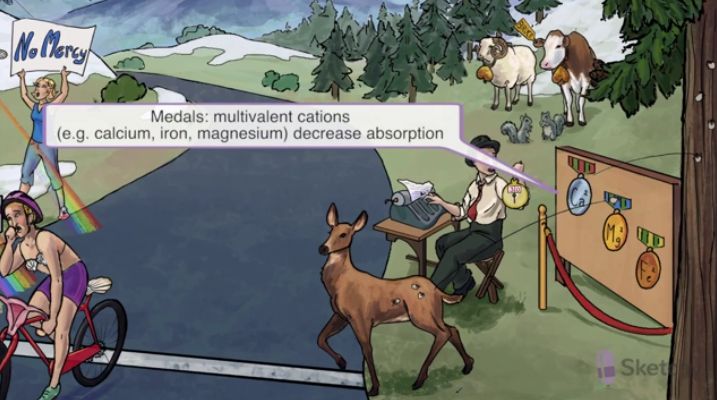 No Mercy
Medals: multivalent cations
(e.g. calcium, iron, magnesium) decrease absorption
Ca
Mg
Fe
Sketchy